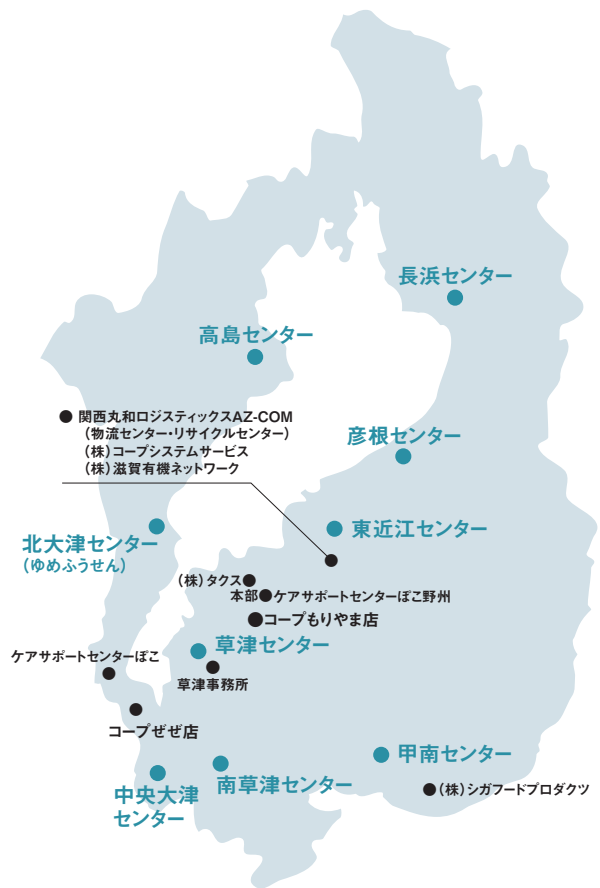 長浜センター
高島センター
関西丸和ロジスティックスAZ-COM
(物流センター・リサイクルセンター)
(株)コープシステムサービス
(株)滋賀有機ネットワーク
彦根センター
東近江センター
北大津センター
(ゆめふうせん)
(株)タクス
本部
ケアサポートセンターぽこ野州
コープもりやま店
草津センター
ケアサポートセンターぽこ
草津事務所
コープぜぜ店
甲南センター
南草津センター
(株)シガフードプロダクツ
中央大津
センター